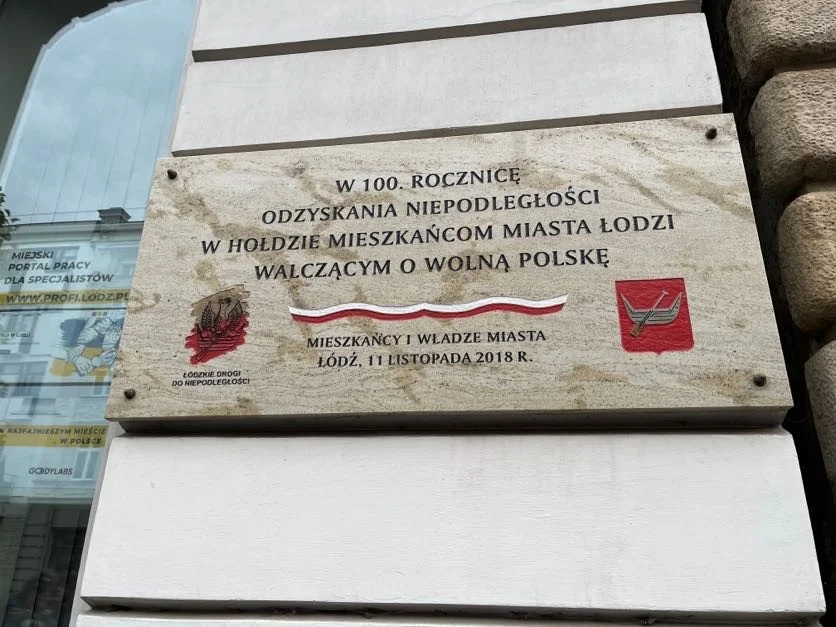 W 100. ROCZNICĘ
ODZYSKANIA NIEPODLEGŁOŚCI
W HOŁDZIE MIESZKAŃCOM MIASTA ŁODZI
WALCZĄCYM O WOLNĄ POLSKĘ
MIESZKAŃCY I WŁADZE MIASTA
ŁÓDŹ, 11 LISTOPADA 2018 R.
ŁÓDZKIE DROGI
DO NIEPODLEGŁOŚCI
MIEJSKI
PORTAL PRACY
DLA SPECJALISTÓW
WWW.PROFI.LODZ.PL
W NAJFAJNIEJSZYM MIEŚCIE
W POLSCE
GOODYLABS